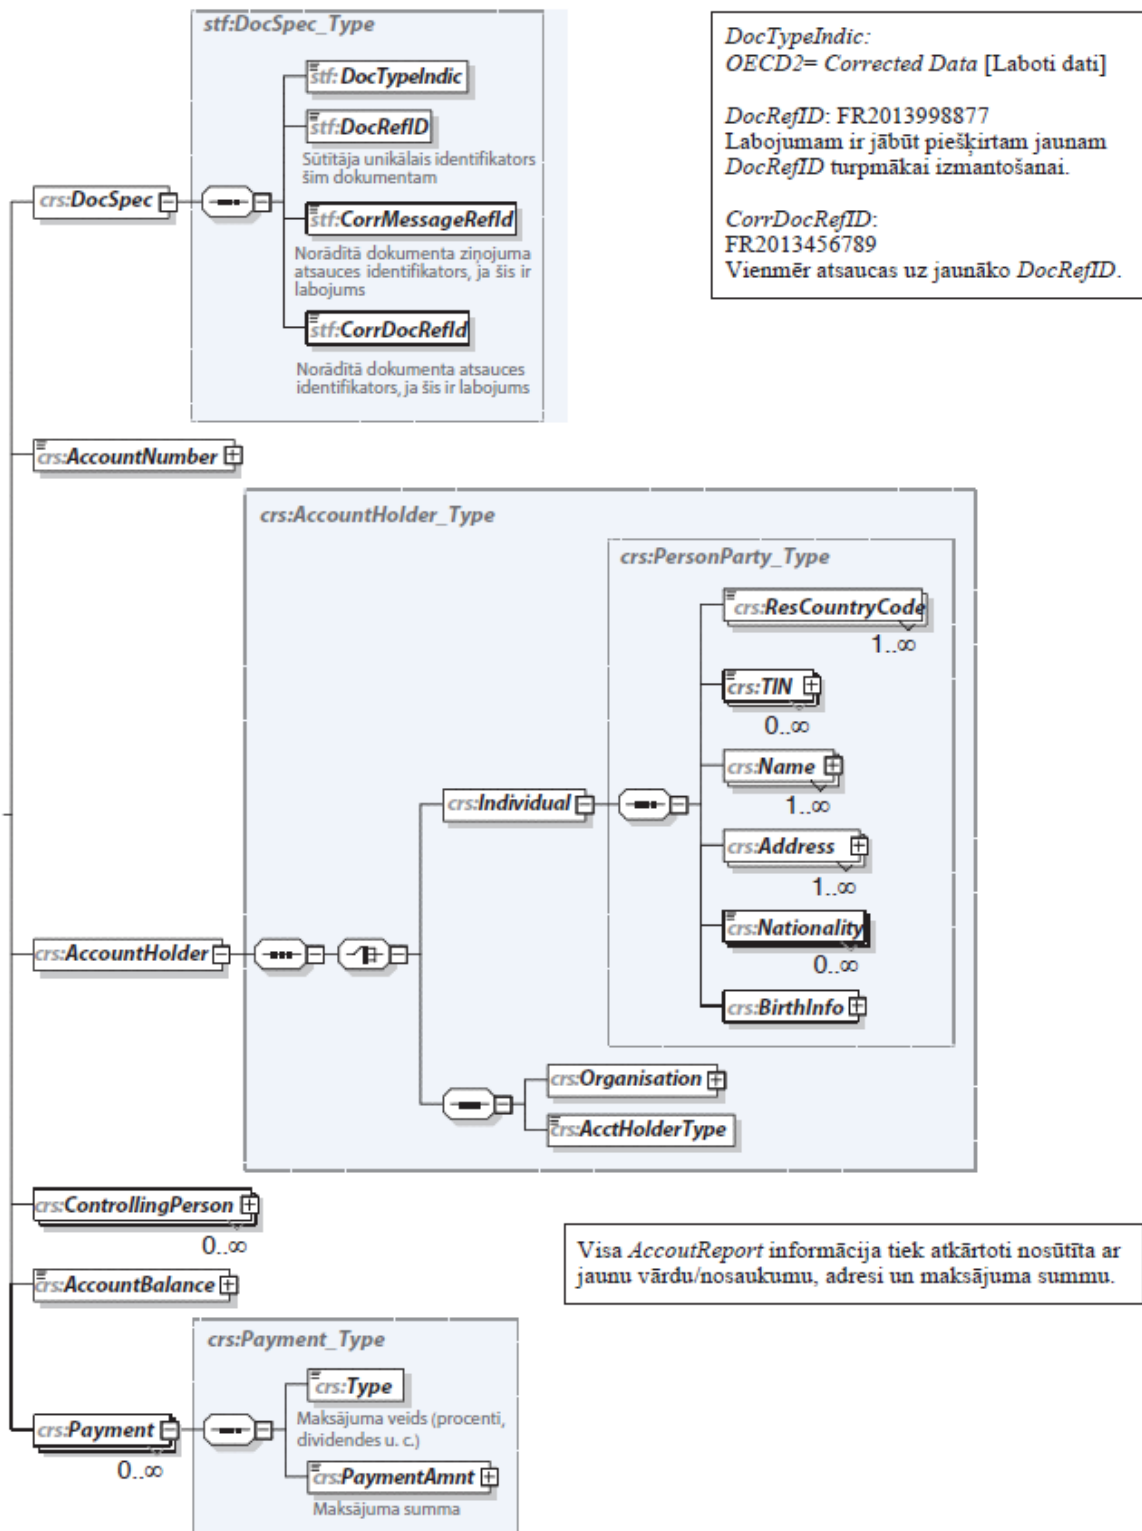 stf:DocSpec_Type
stf:DocTypeIndic
stf:DocRefID
Sūtītāja unikālais identifikators
šim dokumentam
crs:DocSpec
stf:CorrMessageRefId
Norādītā dokumenta ziņojuma
atsauces identifikators, ja šis ir
labojums
stf:CorrDocRefId
Norādītā dokumenta atsauces
identifikators, ja šis ir labojums
DocTypeIndic:
OECD2= Corrected Data [Laboti dati]
DocRefID: FR2013998877
Labojumam ir jābūt piešķirtam jaunam
DocRefID turpmākai izmantošanai.
CorrDocRefID:
FR2013456789
Vienmēr atsaucas uz jaunāko DocRefID.
crs:AccountNumber
crs:AccountHolder_Type
crs:PersonParty_Type
crs:ResCountryCode
1..∞
crs:TIN
0..∞
crs:Name
1..∞
crs:Individual
crs:Address
1..∞
crs:Nationality
0..∞
crs:AccountHolder
crs:BirthInfo
crs:Organisation
crs:AcctHolderType
crs:ControllingPerson
0..∞
Visa AccoutReport informācija tiek atkārtoti nosūtīta ar
jaunu vārdu/nosaukumu, adresi un maksājuma summu.
crs:AccountBalance
crs:Payment_Type
crs:Type
Maksājuma veids (procenti,
dividendes u. c.)
crs:Payment
0..∞
crs:PaymentAmnt
Maksājuma summa